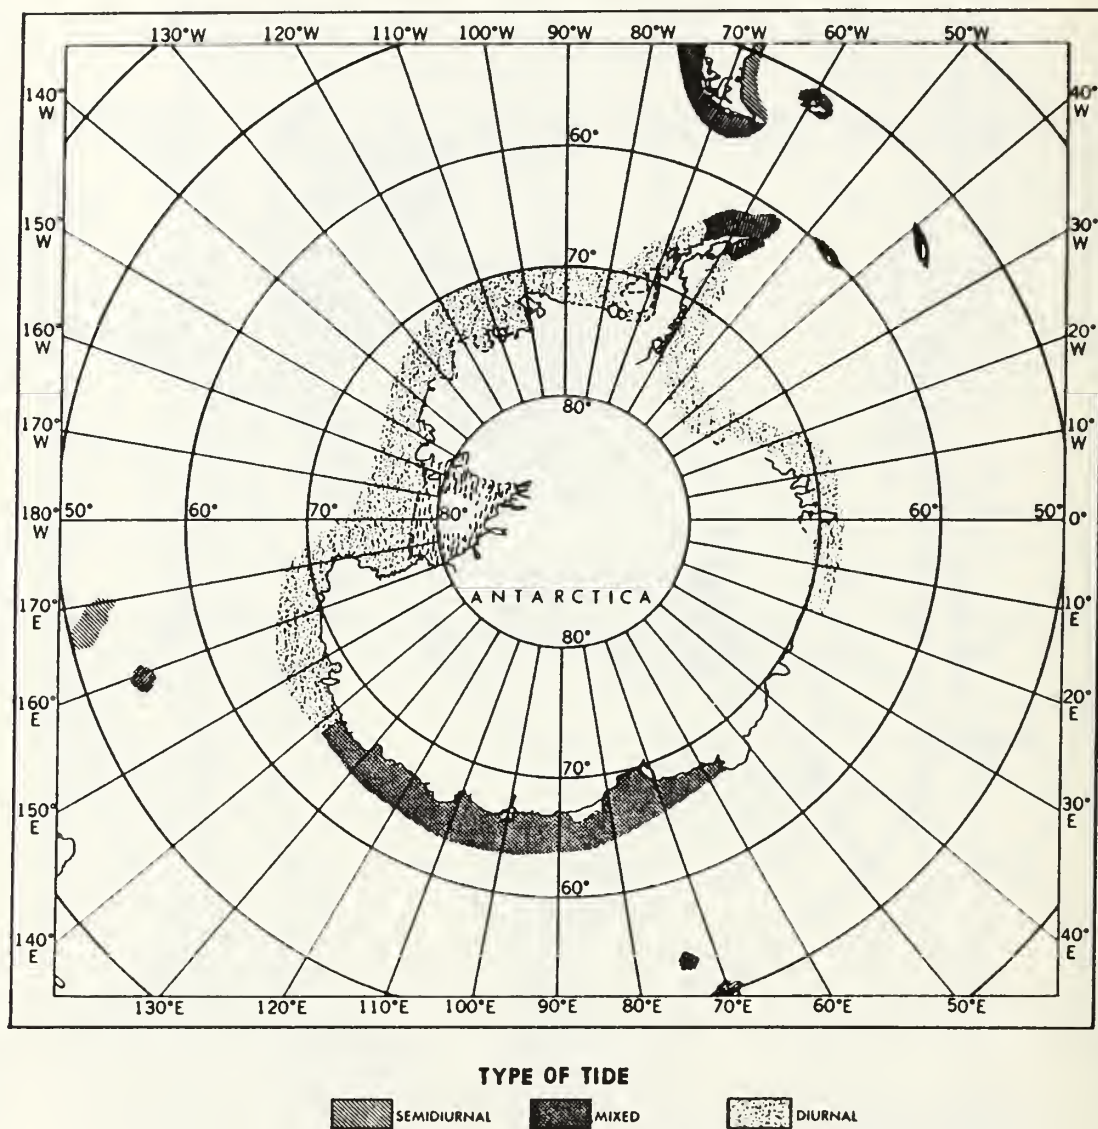 130°W 120°W 110°W 100°W 90°W 80°W 70°W 60°W 50°W
140° W 40° W
60°
150° W 30° W
70°
160° W 20° W
80°
170° W 10° W
180° W 50° 60° 70° 80° 60° 50° 0°
ANTARCTICA
170° E 10° E
80°
160° E 20° E
70°
150° E 30° E
60°
140° E 40° E
130°E 120°E 110°E 100°E 90°E 80°E 70°E 60°E 50°E
TYPE OF TIDE
SEMIDIURNAL MIXED DIURNAL